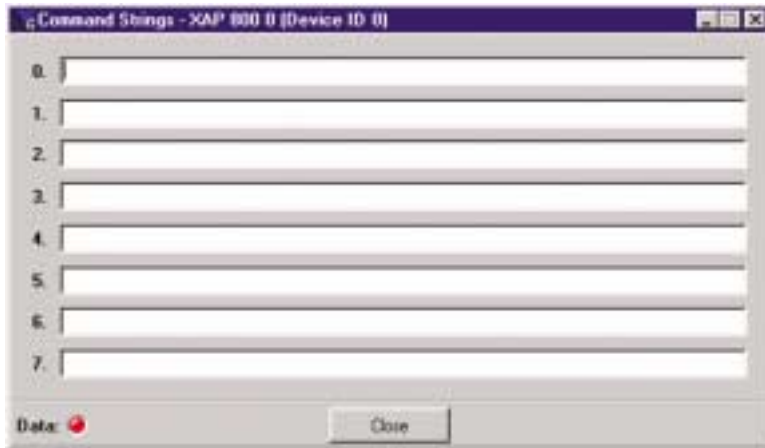 Command Strings - XAP 800 0 (Device ID 0)
0.
1.
2.
3.
4.
5.
6.
7.
Data:
Close